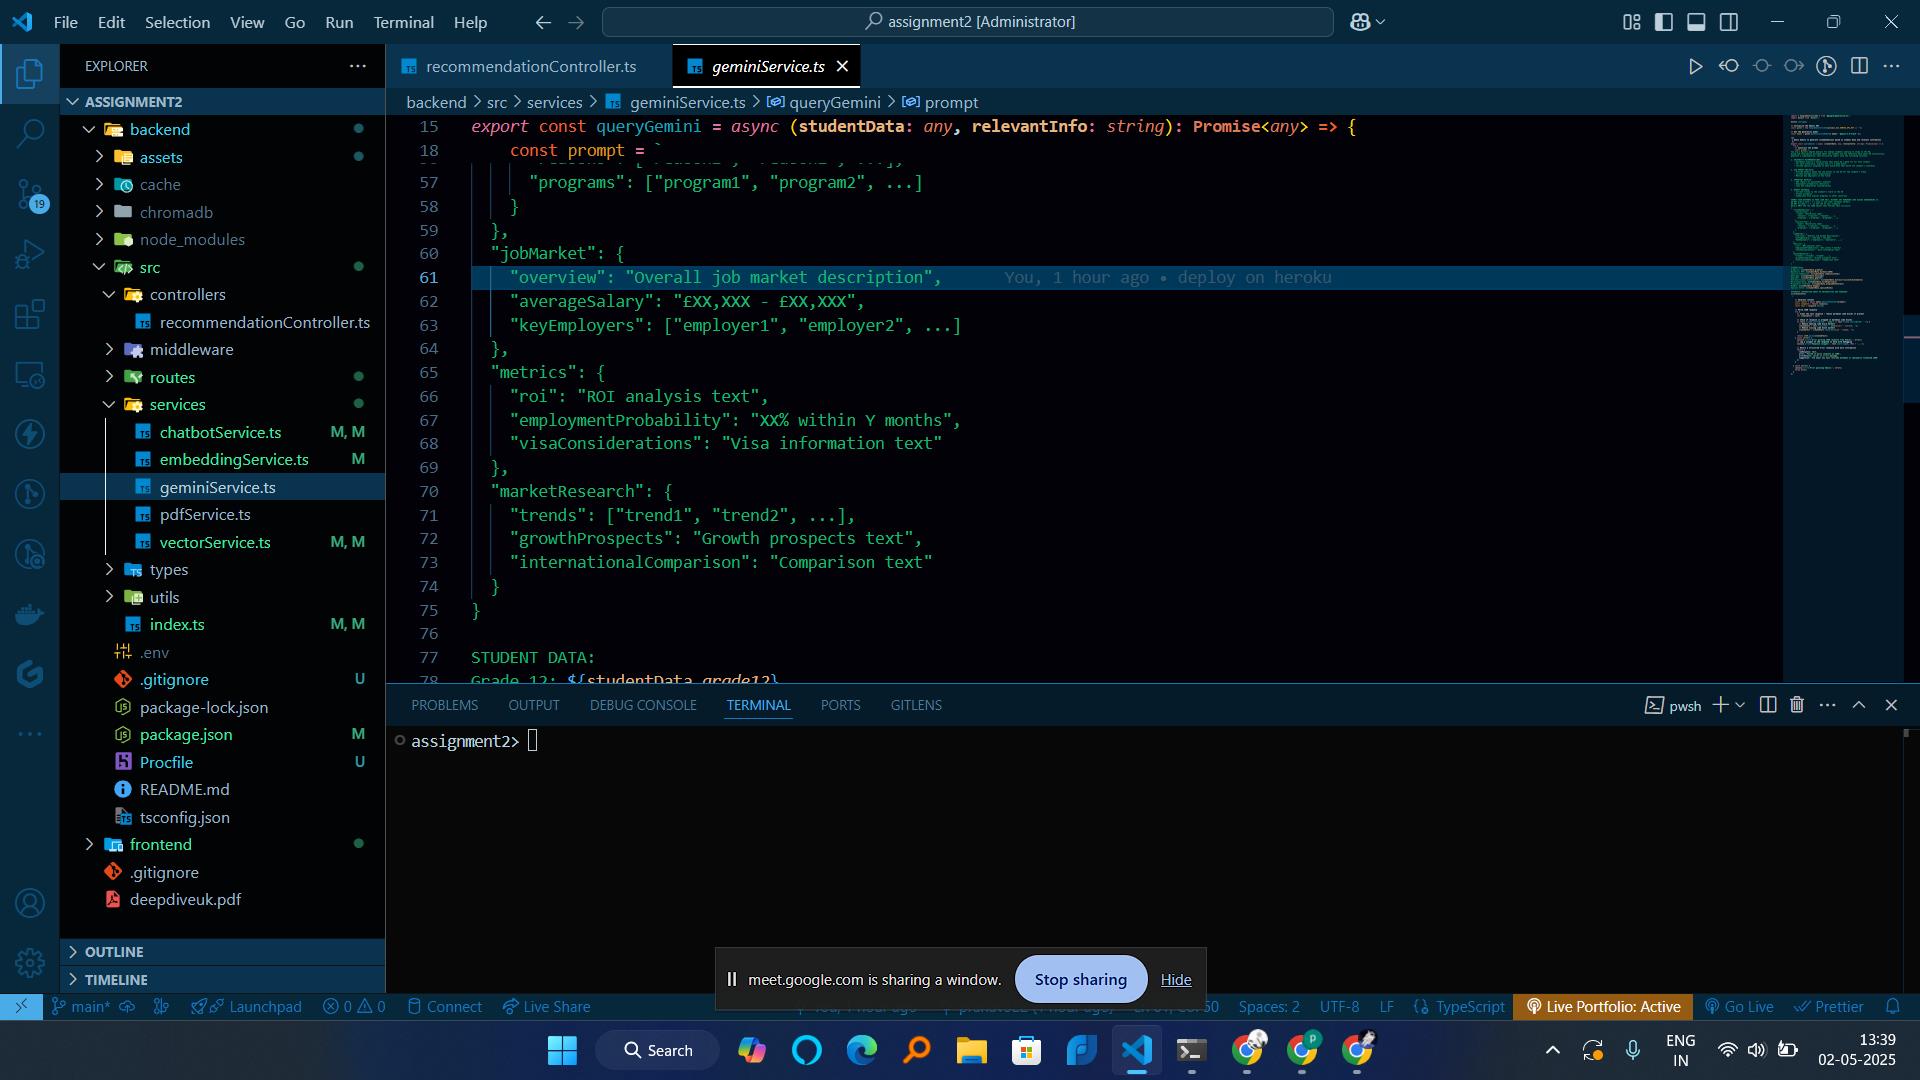 File Edit Selection View Go Run Terminal Help
assignment2 [Administrator]
EXPLORER
ASSIGNMENT2
backend
assets
cache
chromadb
node_modules
src
controllers
recommendationController.ts
middleware
routes
services
chatbotService.ts M, M
embeddingService.ts M
geminiService.ts
pdfService.ts
vectorService.ts M, M
types
utils
index.ts M, M
.env
.gitignore U
package-lock.json
package.json M
Procfile U
README.md
tsconfig.json
frontend
.gitignore
deepdiveuk.pdf
OUTLINE
TIMELINE
19
recommendationController.ts
geminiService.ts
backend > src > services > geminiService.ts > queryGemini > prompt
15 export const queryGemini = async (studentData: any, relevantInfo: string): Promise<any> => {
18 const prompt = `
57 "programs": ["program1", "program2", ...]
58 }
59 },
60 "jobMarket": {
61 "overview": "Overall job market description", You, 1 hour ago • deploy on heroku
62 "averageSalary": "£XX,XXX - £XX,XXX",
63 "keyEmployers": ["employer1", "employer2", ...]
64 },
65 "metrics": {
66 "roi": "ROI analysis text",
67 "employmentProbability": "XX% within Y months",
68 "visaConsiderations": "Visa information text"
69 },
70 "marketResearch": {
71 "trends": ["trend1", "trend2", ...],
72 "growthProspects": "Growth prospects text",
73 "internationalComparison": "Comparison text"
74 }
75 }
76
77 STUDENT DATA:
78 Grade 12: ${studentData.grade12}
PROBLEMS OUTPUT DEBUG CONSOLE TERMINAL PORTS GITLENS
pwsh
assignment2>
meet.google.com is sharing a window. Stop sharing Hide
main* Launchpad 0 0 Connect Live Share
Spaces: 2 UTF-8 LF {} TypeScript Live Portfolio: Active Go Live Prettier
Search
ENG
IN
13:39
02-05-2025